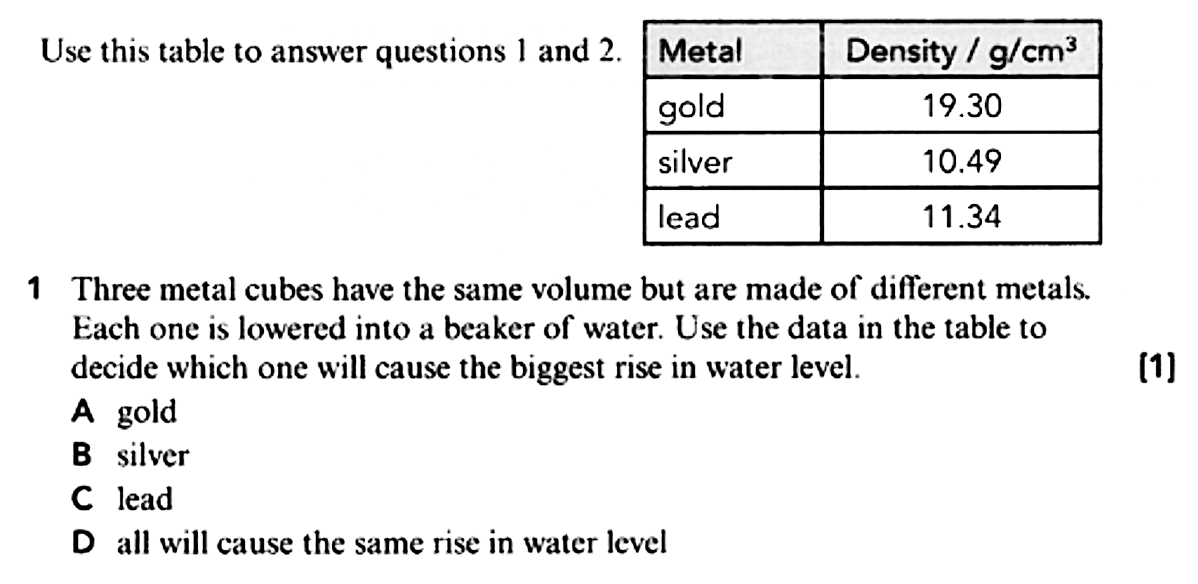 Use this table to answer questions 1 and 2.
Metal Density / g/cm³
gold 19.30
silver 10.49
lead 11.34
1 Three metal cubes have the same volume but are made of different metals.
Each one is lowered into a beaker of water. Use the data in the table to
decide which one will cause the biggest rise in water level. [1]
A gold
B silver
C lead
D all will cause the same rise in water level